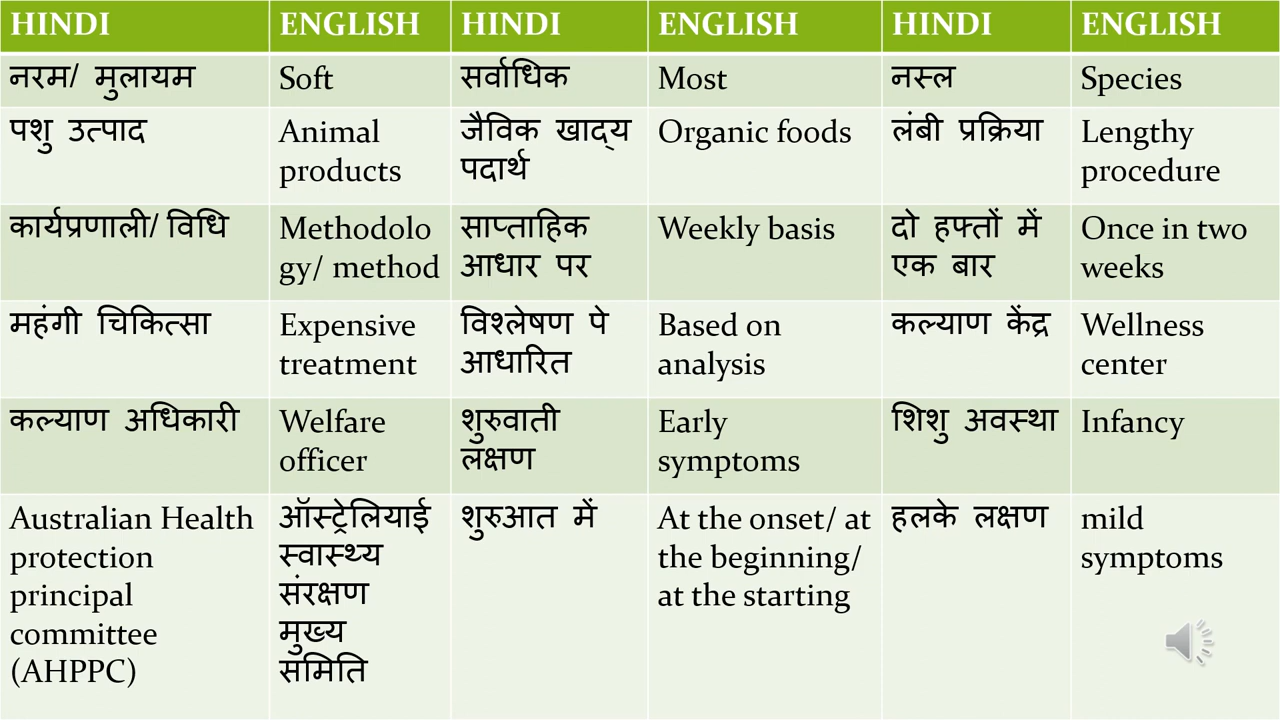 HINDI ENGLISH HINDI ENGLISH HINDI ENGLISH
नरम/ मुलायम Soft सर्वाधिक Most नस्ल Species
पशु उत्पाद Animal जैविक खाद्य Organic foods लंबी प्रक्रिया Lengthy
products पदार्थ procedure
कार्यप्रणाली/ विधि Methodolo साप्ताहिक Weekly basis दो हफ्तों में Once in two
gy/ method आधार पर एक बार weeks
महंगी चिकित्सा Expensive विश्लेषण पे Based on कल्याण केंद्र Wellness
treatment आधारित analysis center
कल्याण अधिकारी Welfare शुरुवाती Early शिशु अवस्था Infancy
officer लक्षण symptoms
Australian Health ऑस्ट्रेलियाई शुरुआत में At the onset/ at हलके लक्षण mild
protection स्वास्थ्य the beginning/ symptoms
principal संरक्षण at the starting
committee मुख्य
(AHPPC) समिति